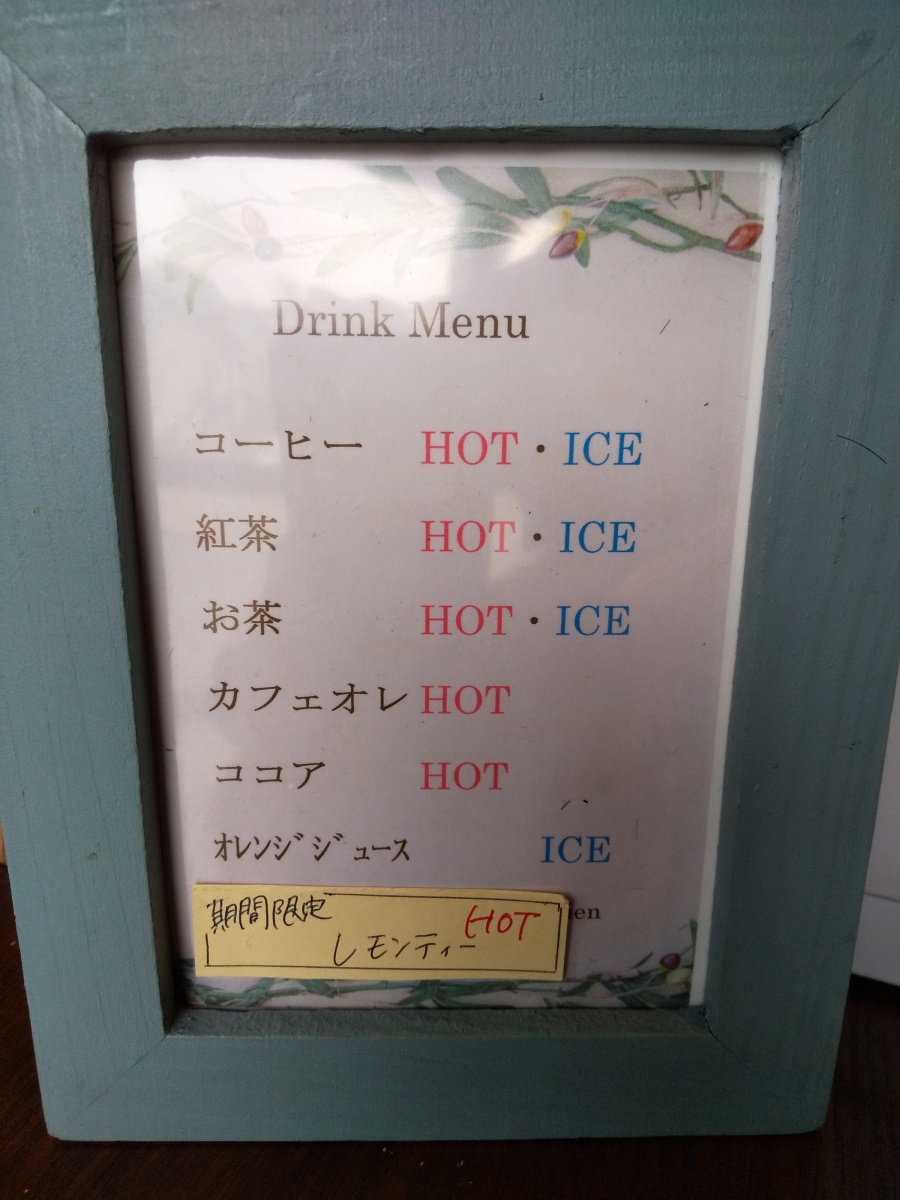 Drink Menu
コーヒー HOT・ICE
紅茶 HOT・ICE
お茶 HOT・ICE
カフェオレ HOT
ココア HOT
オレンジジュース ICE
期間限定 HOT
レモンティー